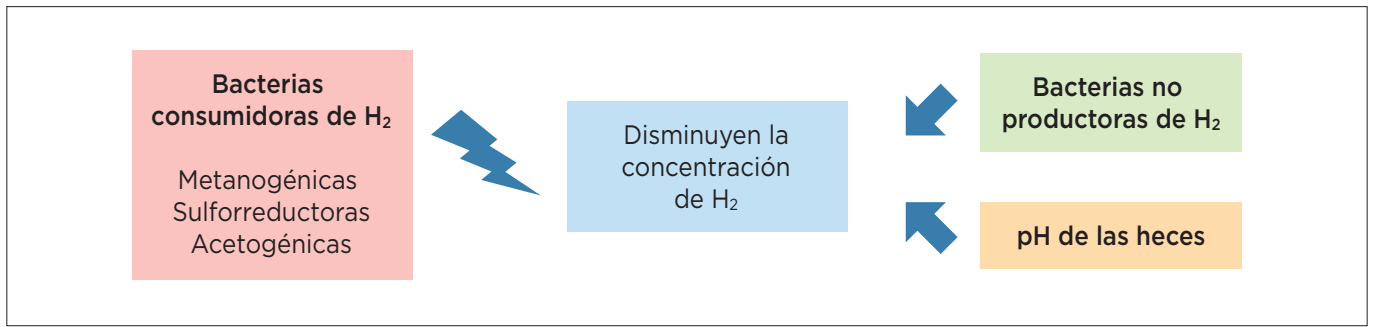 Bacterias
consumidoras de H₂
Metanogénicas
Sulforreductoras
Acetogénicas
Disminuyen la
concentración
de H₂
Bacterias no
productoras de H₂
pH de las heces